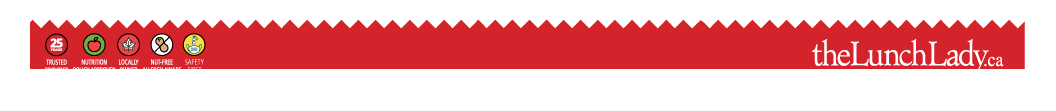 25
YEARS
TRUSTED NUTRITION LOCALLY NUT-FREE SAFETY
theLunchLady.ca